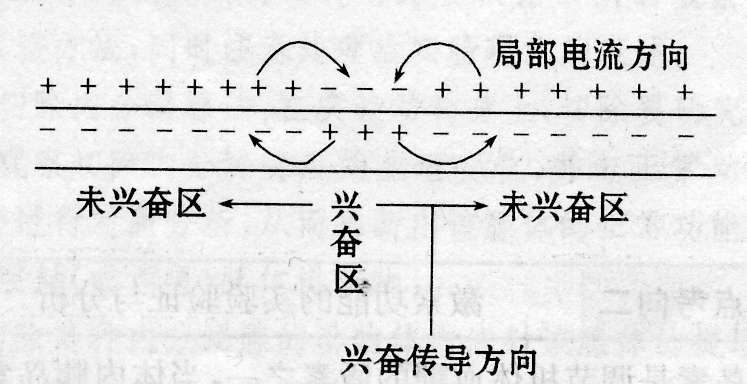 局部电流方向
+ + + + + + + + − − − + + + + + + + +
− − − − − − − − + + + − − − − − − − −
未兴奋区 兴奋区 未兴奋区
兴奋传导方向